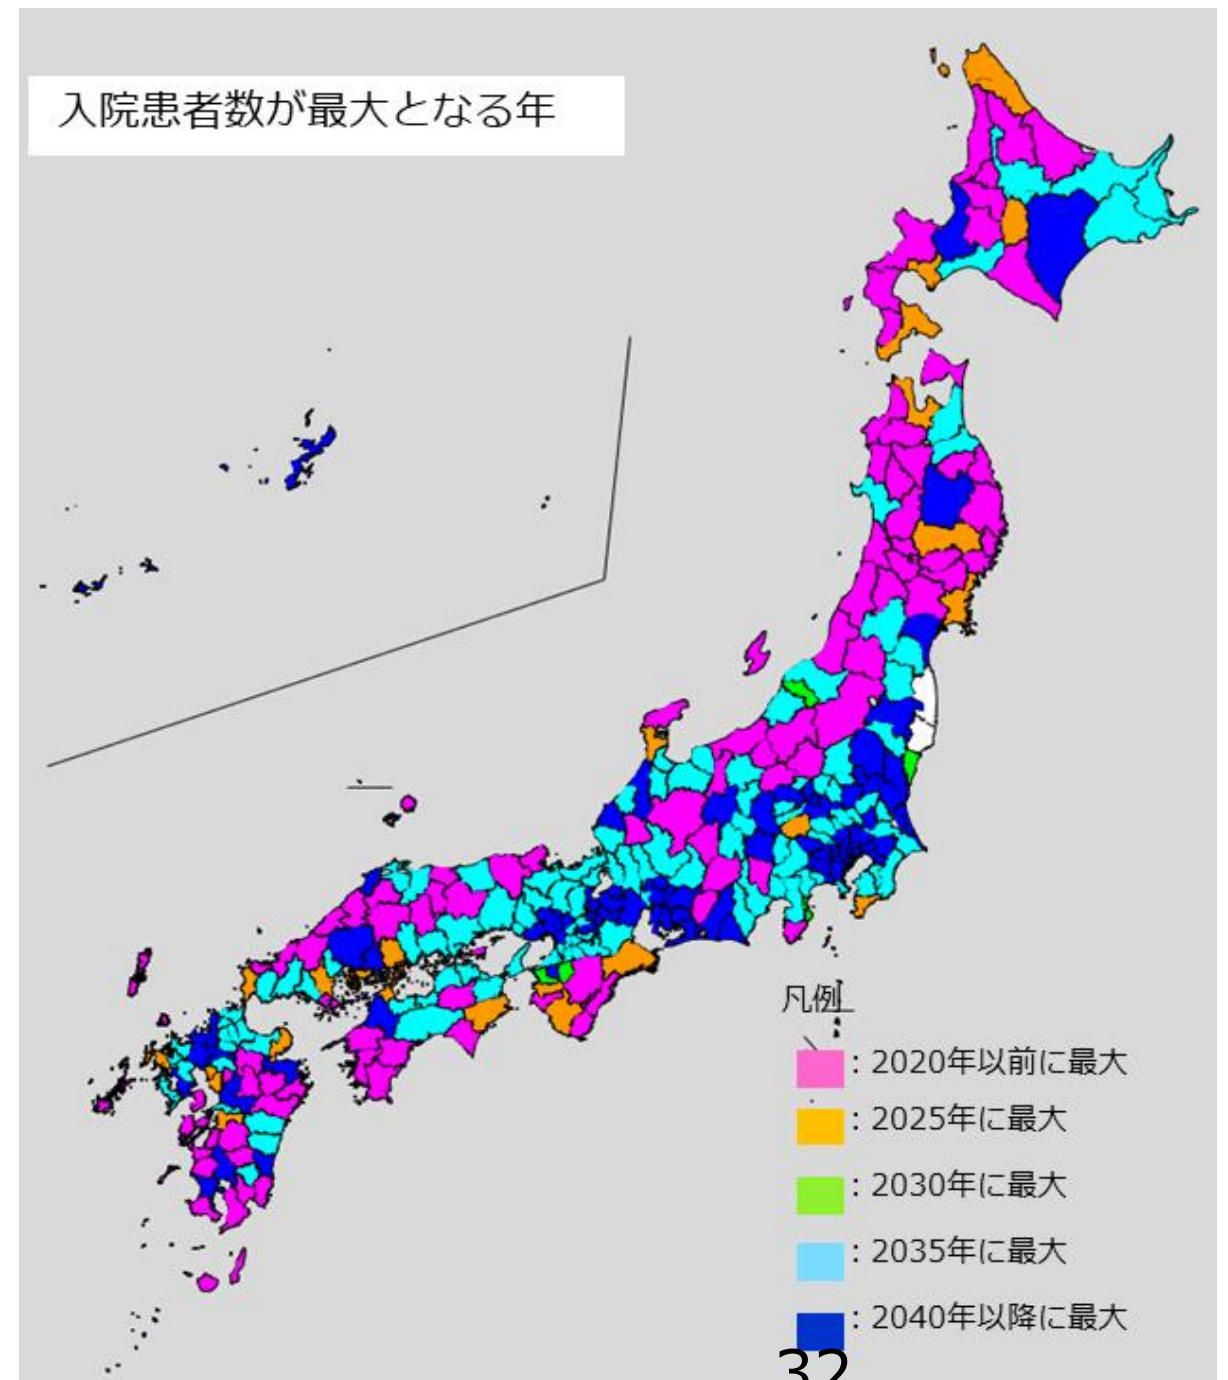 入院患者数が最大となる年
凡例
：2020年以前に最大
：2025年に最大
：2030年に最大
：2035年に最大
：2040年以降に最大
32